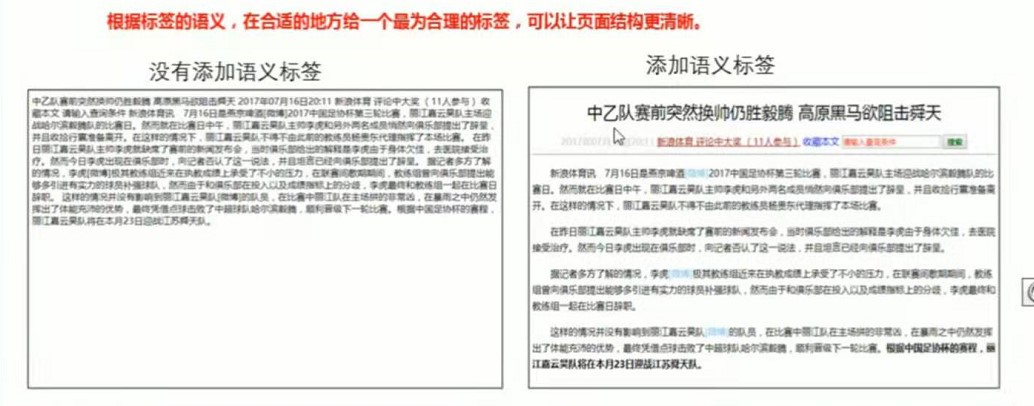 根据标签的语义，在合适的地方给一个最为合理的标签，可以让页面结构更清晰。
没有添加语义标签
中乙队赛前突然换帅仍胜毅腾 高原黑马欲阻击舜天 2017年07月16日20:11 新浪体育 评论中大奖（11人参与） 收
藏本文 请输入查询条件 新浪体育讯 7月16日是燕京啤酒[微博]2017中国足协杯第三轮比赛，丽江嘉云昊队主场迎
战哈尔滨毅腾队的比赛日。然而就在比赛日中午，丽江嘉云昊队主帅李虎和另外两名成员悄然向俱乐部提出了辞呈，
并且收拾行囊准备离开。在这样的情况下，丽江嘉云昊队不得不由此前的教练员杨贵东代理指挥了本场比赛。 在昨
日丽江嘉云昊队主帅李虎就缺席了赛前的新闻发布会，当时俱乐部给出的解释是李虎由于身体欠佳，去医院接受治
疗。然而今日李虎出现在俱乐部时，向记者否认了这一说法，并且坦言已经向俱乐部提出了辞呈。 据记者多方了解
的情况，李虎[微博]极其教练组近来在执教成绩上承受了不小的压力，在联赛间歇期期间，教练组曾向俱乐部提出能
够多引进有实力的球员补强球队，然而由于和俱乐部在投入以及成绩指标上的分歧，李虎最终和教练组一起在比赛日
辞职。 这样的情况并没有影响到丽江嘉云昊队[微博]的队员，在比赛中丽江队在主场拼的非常凶，在暴雨之中仍然发
挥出了体能充沛的优势，最终凭借点球击败了中超球队哈尔滨毅腾，顺利晋级下一轮比赛。根据中国足协杯的赛程，
丽江嘉云昊队将在本月23日迎战江苏舜天队。
添加语义标签
中乙队赛前突然换帅仍胜毅腾 高原黑马欲阻击舜天
2017年07月16日20:11 新浪体育 评论中大奖（11人参与） 收藏本文 请输入查询条件 搜索
新浪体育讯 7月16日是燕京啤酒[微博]2017中国足协杯第三轮比赛，丽江嘉云昊队主场迎战哈尔滨毅腾队的比
赛日。然而就在比赛日中午，丽江嘉云昊队主帅李虎和另外两名成员悄然向俱乐部提出了辞呈，并且收拾行囊准备离
开。在这样的情况下，丽江嘉云昊队不得不由此前的教练员杨贵东代理指挥了本场比赛。
在昨日丽江嘉云昊队主帅李虎就缺席了赛前的新闻发布会，当时俱乐部给出的解释是李虎由于身体欠佳，去医院
接受治疗。然而今日李虎出现在俱乐部时，向记者否认了这一说法，并且坦言已经向俱乐部提出了辞呈。
据记者多方了解的情况，李虎[微博]极其教练组近来在执教成绩上承受了不小的压力，在联赛间歇期期间，教练
组曾向俱乐部提出能够多引进有实力的球员补强球队，然而由于和俱乐部在投入以及成绩指标上的分歧，李虎最终和
教练组一起在比赛日辞职。
这样的情况并没有影响到丽江嘉云昊队[微博]的队员，在比赛中丽江队在主场拼的非常凶，在暴雨之中仍然发挥
出了体能充沛的优势，最终凭借点球击败了中超球队哈尔滨毅腾，顺利晋级下一轮比赛。根据中国足协杯的赛程，丽
江嘉云昊队将在本月23日迎战江苏舜天队。